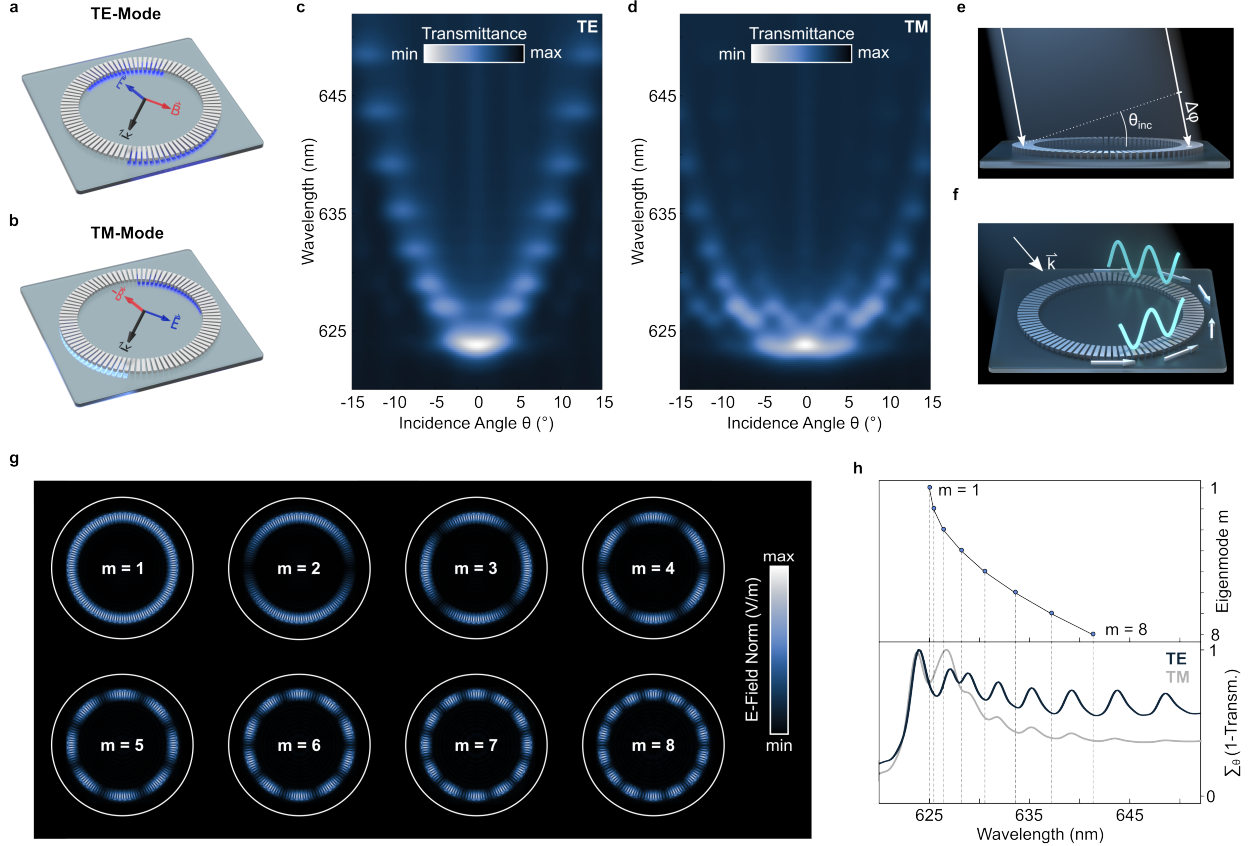 a
TE-Mode
E
B
k
b
TM-Mode
B
E
k
c
TE
Transmittance
min
max
Wavelength (nm)
645
635
625
-15
-10
-5
0
5
10
15
Incidence Angle θ (°)
d
TM
Transmittance
min
max
Wavelength (nm)
645
635
625
-15
-10
-5
0
5
10
15
Incidence Angle θ (°)
e
θinc
Δφ
f
k
g
m = 1
m = 2
m = 3
m = 4
m = 5
m = 6
m = 7
m = 8
max
E-Field Norm (V/m)
min
h
m = 1
m = 8
1
Eigenmode m
8
TE
TM
1
∑θ (1-Transm.)
0
625
635
645
Wavelength (nm)